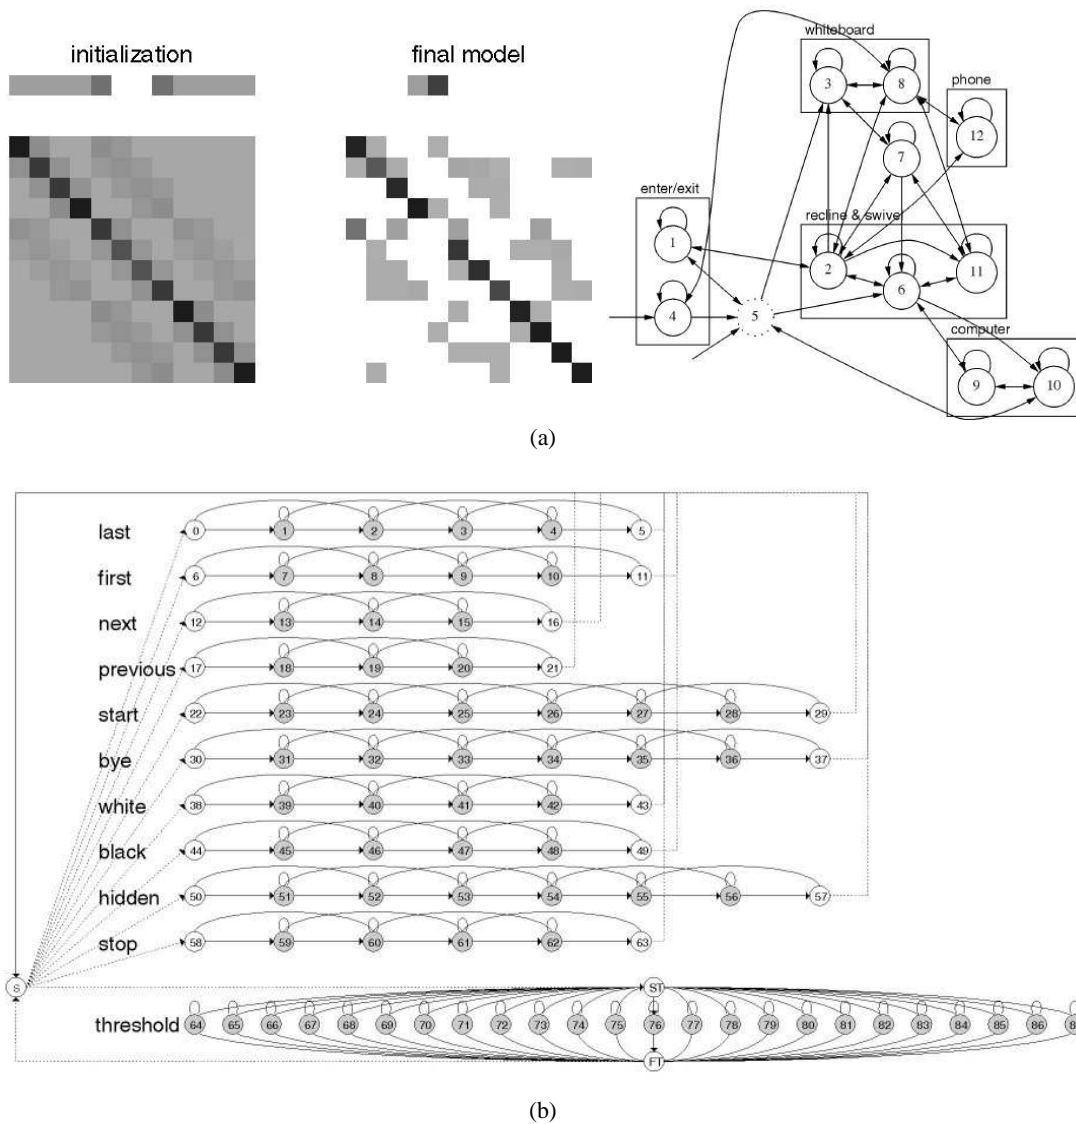 initialization
final model
whiteboard
3
8
phone
12
7
enter/exit
recline & swivel
1
2
11
6
4
5
computer
9
10
(a)
last 0 1 2 3 4 5
first 6 7 8 9 10 11
next 12 13 14 15 16
previous 17 18 19 20 21
start 22 23 24 25 26 27 28 29
bye 30 31 32 33 34 35 36 37
white 38 39 40 41 42 43
black 44 45 46 47 48 49
hidden 50 51 52 53 54 55 56 57
stop 58 59 60 61 62 63
S ST
threshold 64 65 66 67 68 69 70 71 72 73 74 75 76 77 78 79 80 81 82 83 84 85 86
FT
(b)